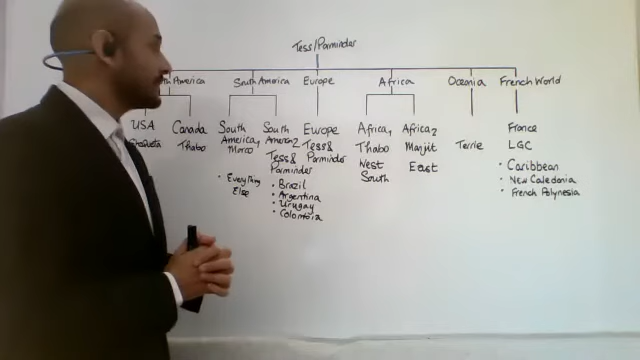 Tess/Parminder
th America
South America
Europe
Africa
Oceania
French World
USA
Canada
Thabo
South
America 1
Marco
• Everything
Else
South
America 2
Tess &
Parminder
• Brazil
• Argentina
• Urugay
• Colombia
Europe
Tess &
Parminder
Africa 1
Thabo
West
South
Africa 2
Manjit
East
Terrie
France
LGC
• Caribbean
• New Caledonia
• French Polynesia